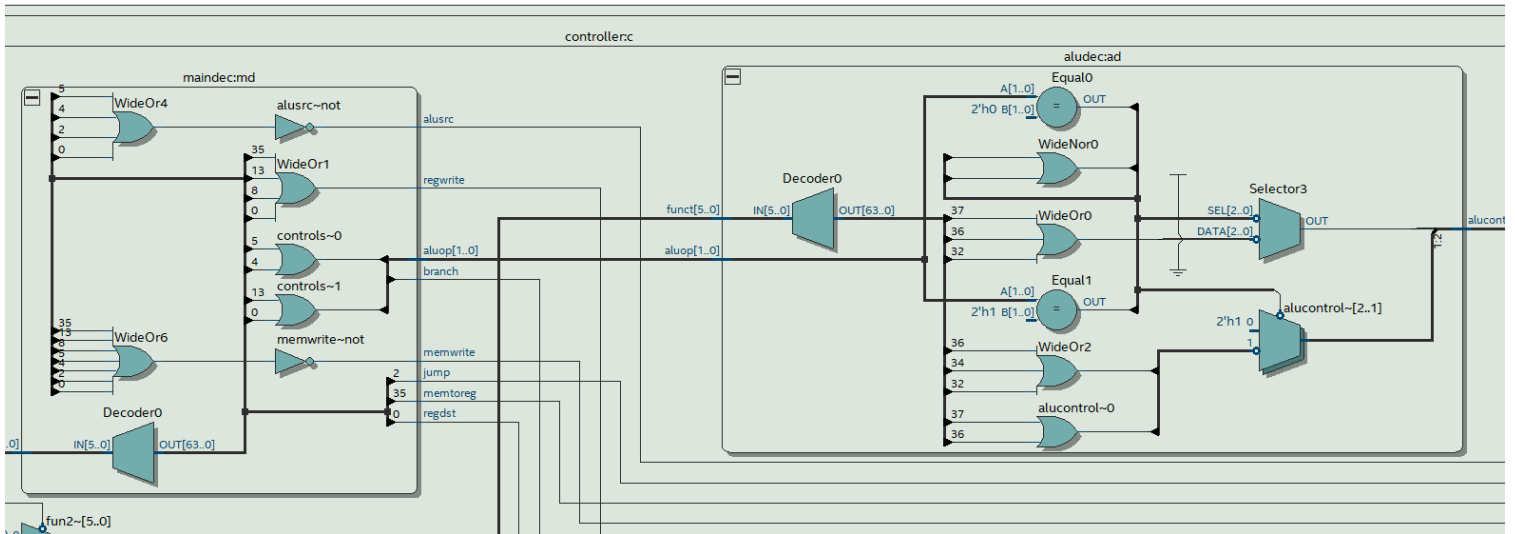 controller:c
maindec:md
5
WideOr4
4
2
0
alusrc~not
alusrc
35
WideOr1
13
8
0
regwrite
5
controls~0
4
aluop[1..0]
branch
13
controls~1
0
35
13
8
5
4
2
0
WideOr6
memwrite~not
memwrite
2
jump
35
memtoreg
0
regdst
Decoder0
.0]
IN[5..0]
OUT[63..0]
fun2~[5..0]
aludec:ad
Equal0
A[1..0]
2'h0 B[1..0]
=
OUT
WideNor0
Decoder0
funct[5..0]
IN[5..0]
OUT[63..0]
aluop[1..0]
37
WideOr0
36
32
Selector3
SEL[2..0]
DATA[2..0]
OUT
1:2
alucont
Equal1
A[1..0]
2'h1 B[1..0]
=
OUT
alucontrol~[2..1]
2'h1 0
1
36
WideOr2
34
32
alucontrol~0
37
36